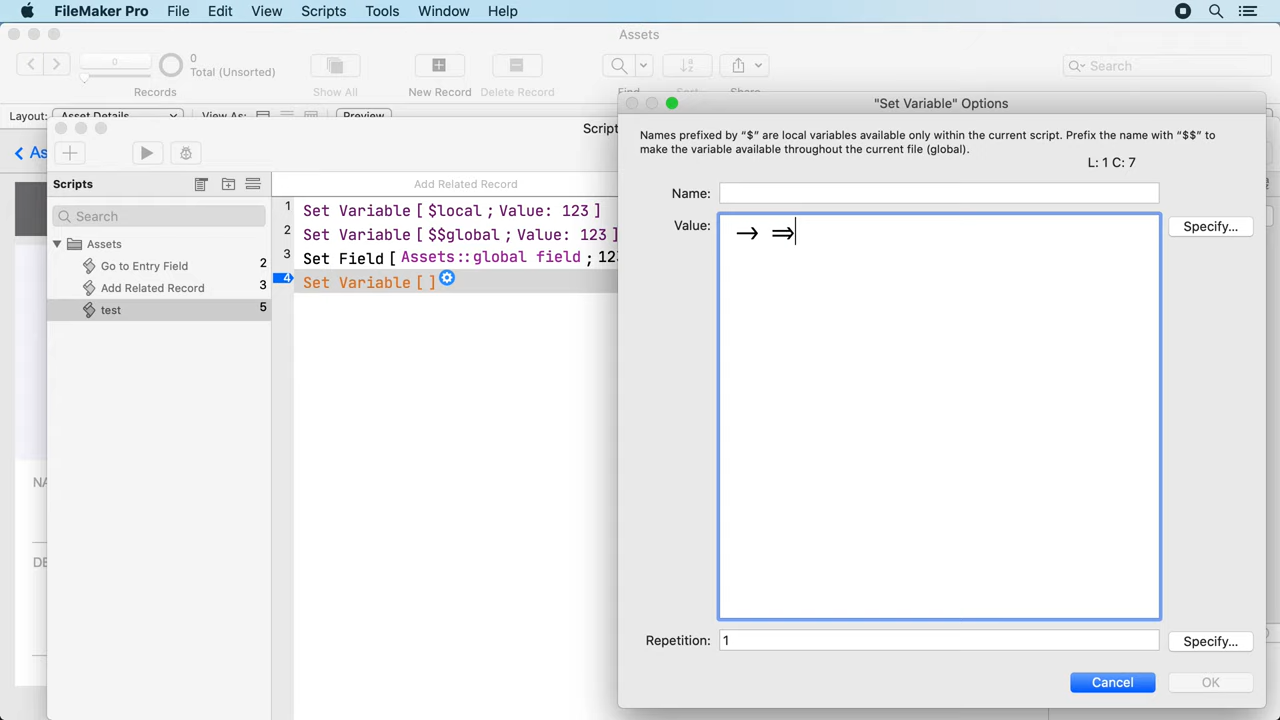 FileMaker Pro File Edit View Scripts Tools Window Help
Assets
0
0
Total (Unsorted)
Records
Show All
New Record
Delete Record
Search
Layout: Asset Details View As: Preview
As
Add Related Record
Scripts
Search
Assets
Go to Entry Field 2
Add Related Record 3
test 5
1 Set Variable [ $local ; Value: 123 ]
2 Set Variable [ $$global ; Value: 123 ]
3 Set Field [ Assets::global field ; 123
4 Set Variable [ ]
"Set Variable" Options
Names prefixed by “$” are local variables available only within the current script. Prefix the name with “$$” to
make the variable available throughout the current file (global).
L: 1 C: 7
Name:
Value: → ⇒ Specify...
Repetition: 1 Specify...
Cancel OK